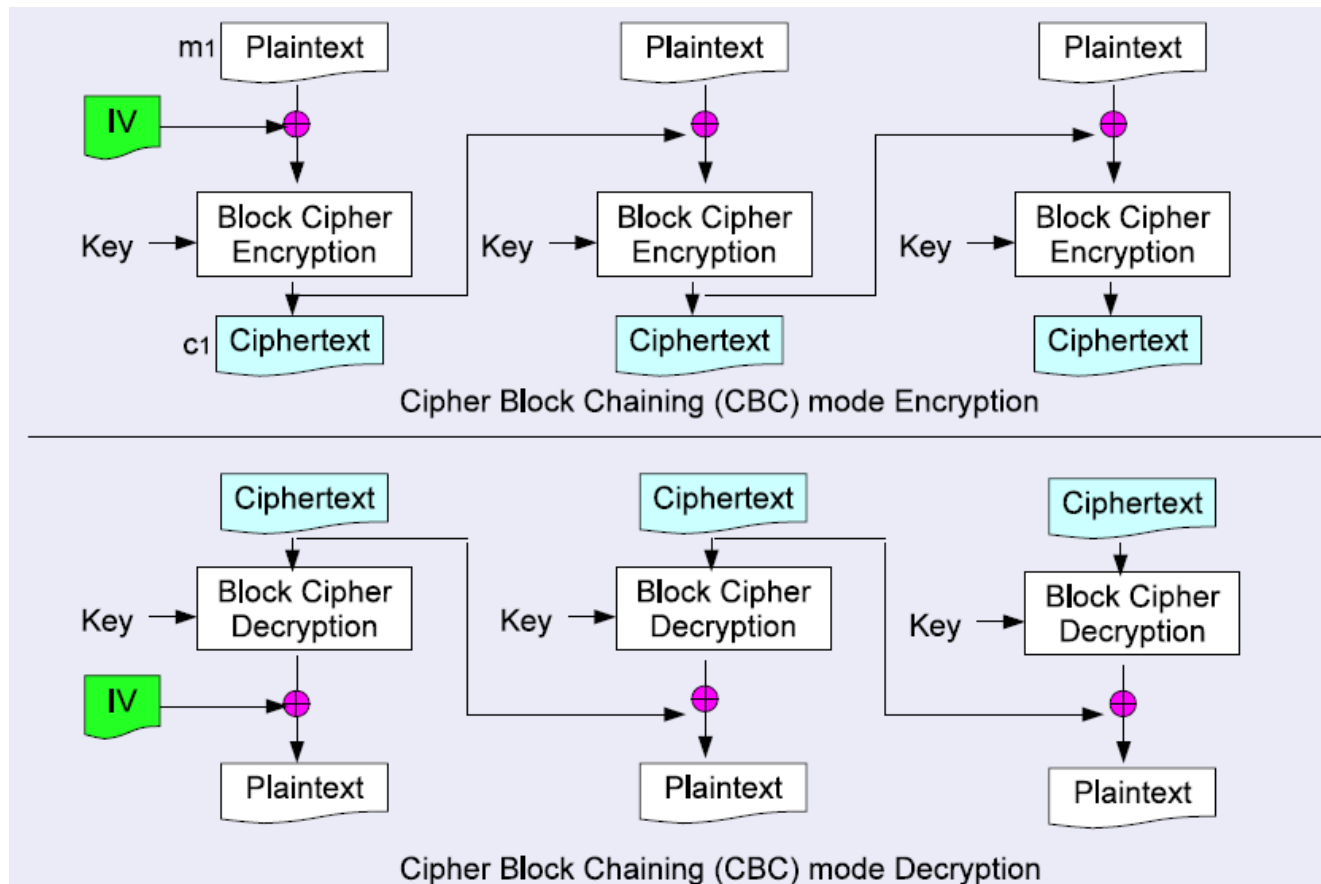 m1 Plaintext Plaintext Plaintext
IV
Key Block Cipher Encryption Key Block Cipher Encryption Key Block Cipher Encryption
c1 Ciphertext Ciphertext Ciphertext
Cipher Block Chaining (CBC) mode Encryption
Ciphertext Ciphertext Ciphertext
Key Block Cipher Decryption Key Block Cipher Decryption Key Block Cipher Decryption
IV
Plaintext Plaintext Plaintext
Cipher Block Chaining (CBC) mode Decryption